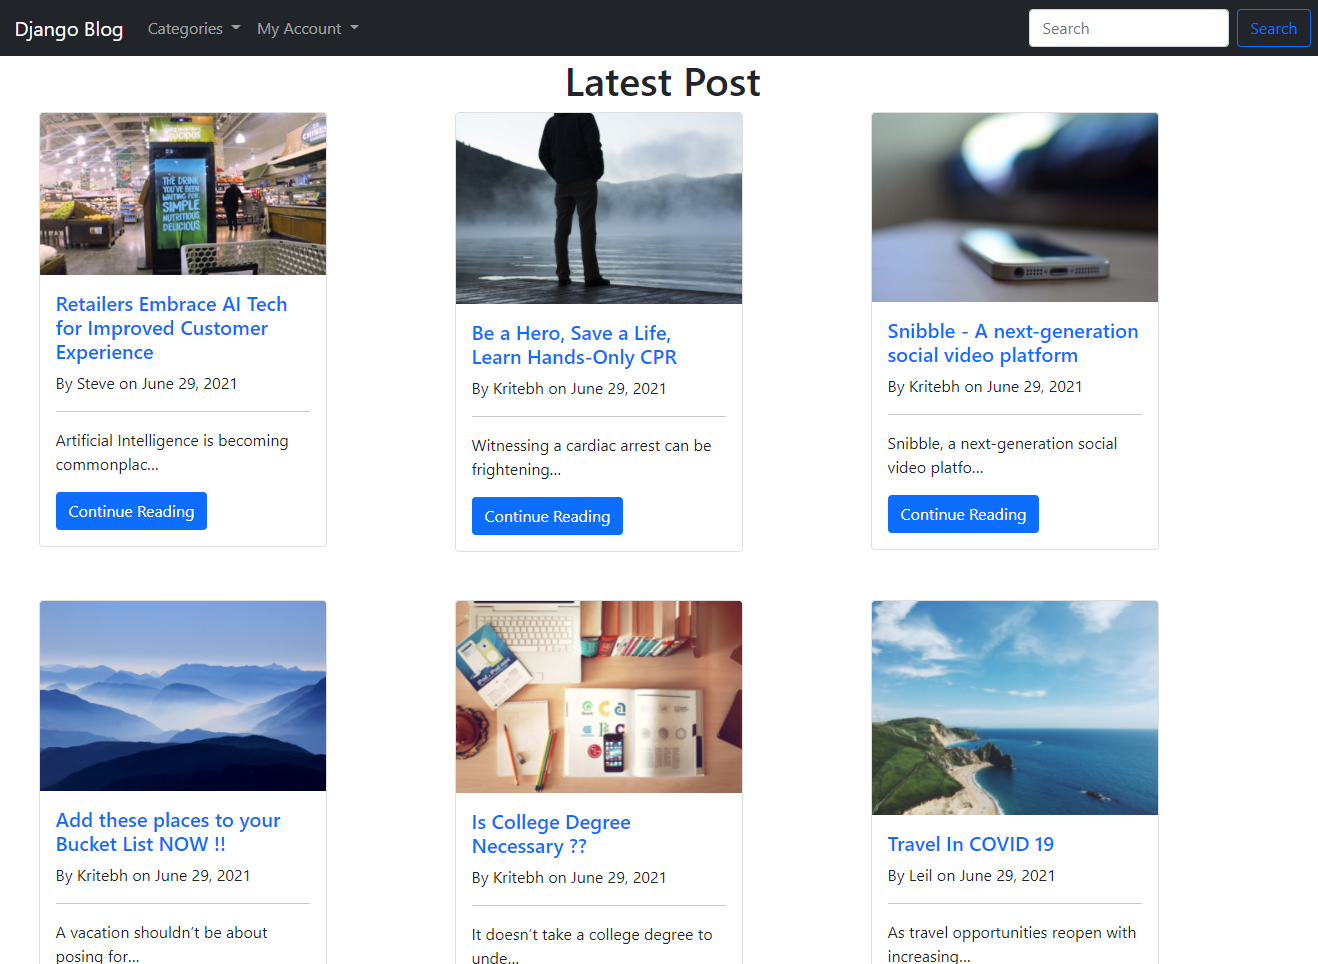 Django Blog Categories My Account Search Search
Latest Post
THE DRINK
YOU'VE BEEN
WAITING FOR
SIMPLE
NUTRITIOUS
DELICIOUS
Retailers Embrace AI Tech
for Improved Customer
Experience
By Steve on June 29, 2021
Artificial Intelligence is becoming
commonplac...
Continue Reading
Be a Hero, Save a Life,
Learn Hands-Only CPR
By Kritebh on June 29, 2021
Witnessing a cardiac arrest can be
frightening...
Continue Reading
Snibble - A next-generation
social video platform
By Kritebh on June 29, 2021
Snibble, a next-generation social
video platfo...
Continue Reading
Add these places to your
Bucket List NOW !!
By Kritebh on June 29, 2021
A vacation shouldn't be about
posing for...
Is College Degree
Necessary ??
By Kritebh on June 29, 2021
It doesn't take a college degree to
unde...
Travel In COVID 19
By Leil on June 29, 2021
As travel opportunities reopen with
increasing...